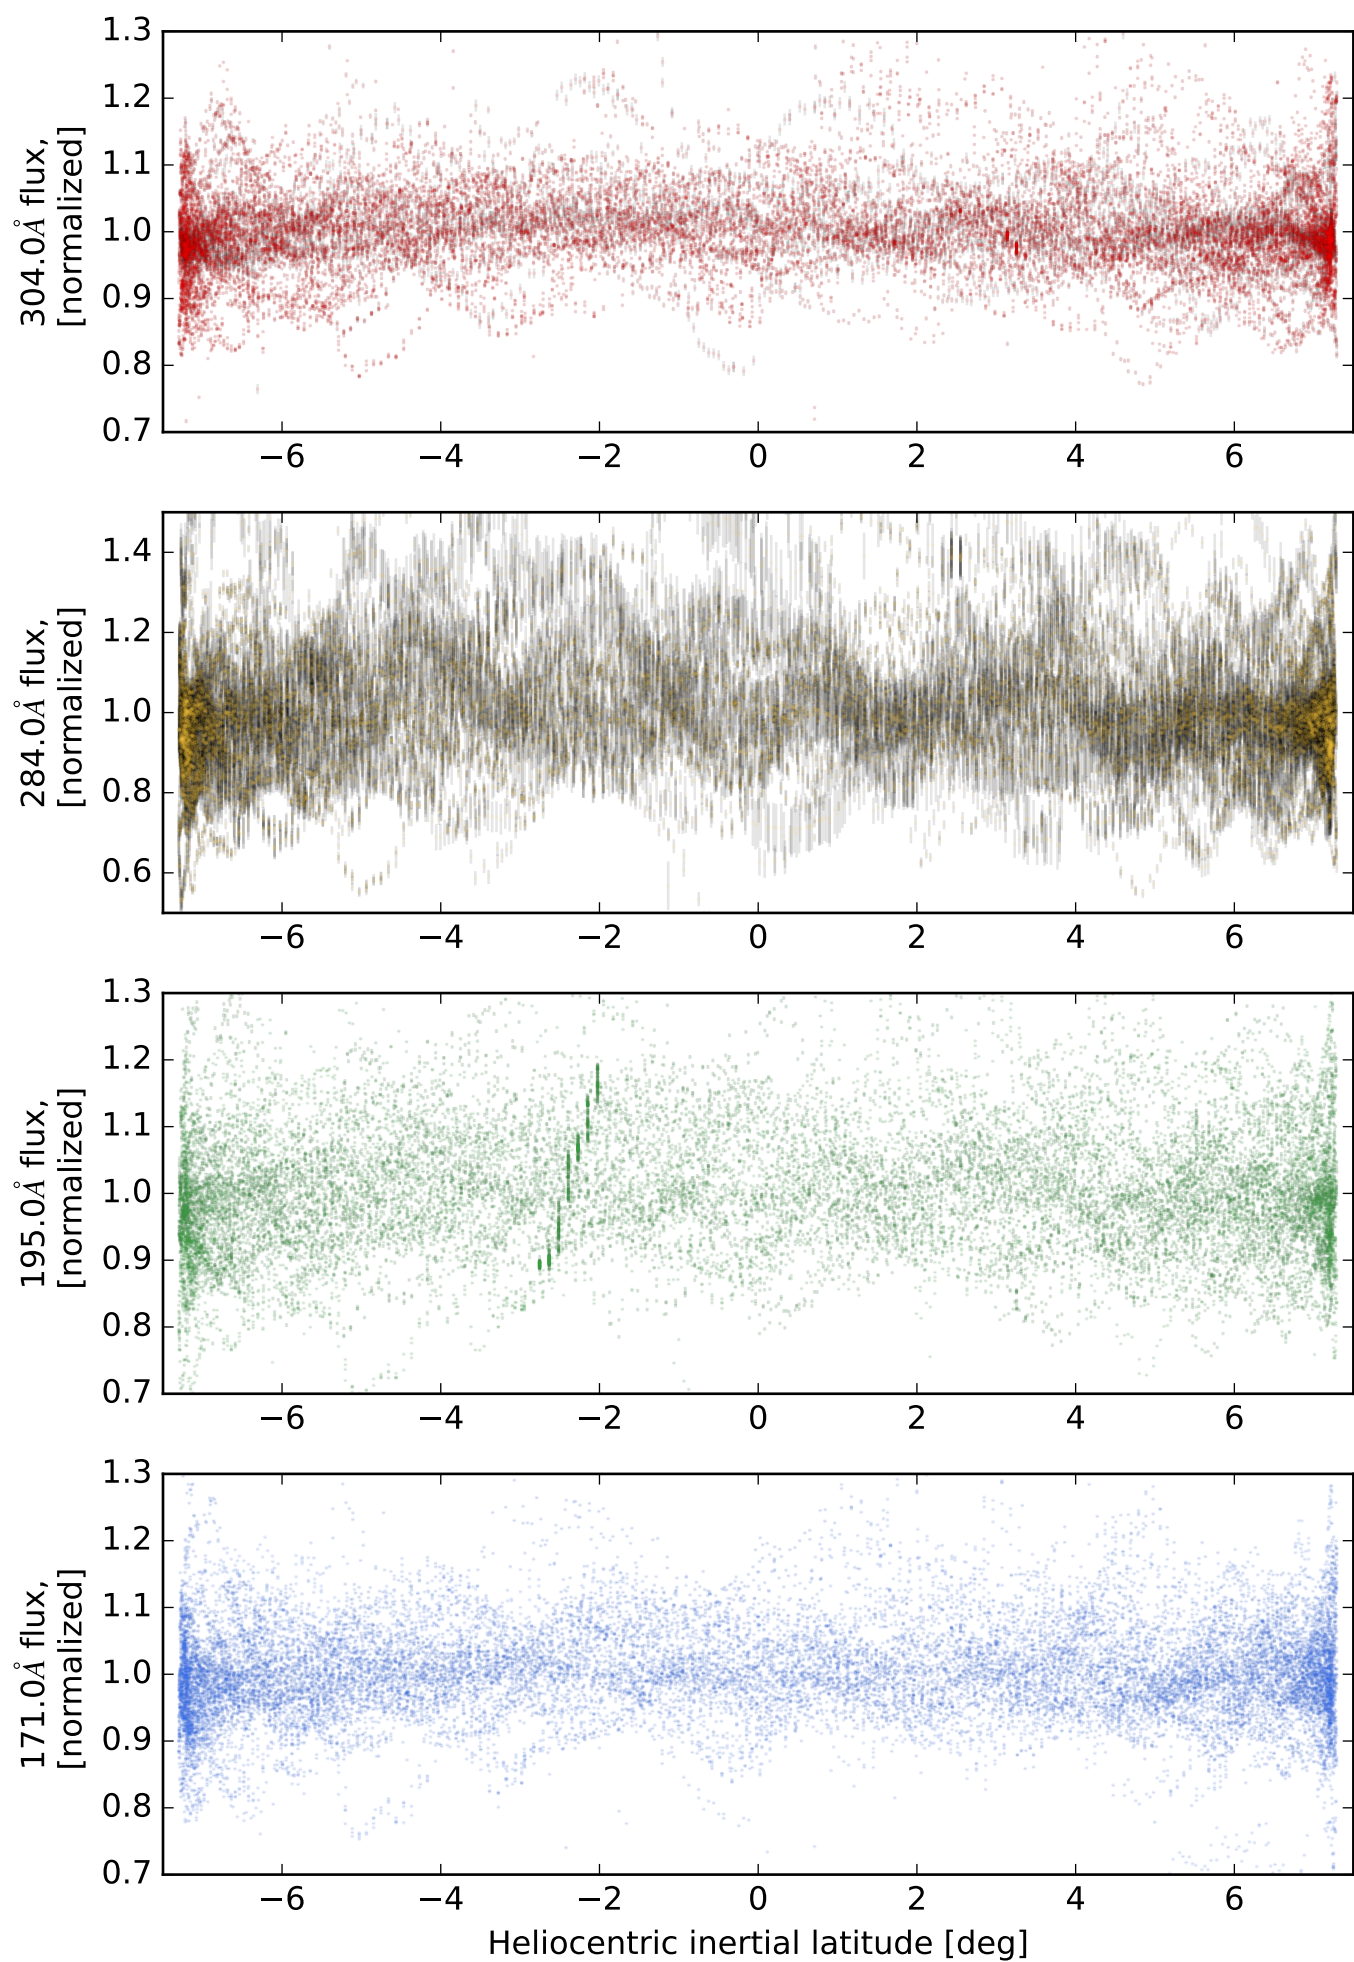 304.0Å flux,
[normalized]
1.3
1.2
1.1
1.0
0.9
0.8
0.7
−6 −4 −2 0 2 4 6
284.0Å flux,
[normalized]
1.4
1.2
1.0
0.8
0.6
−6 −4 −2 0 2 4 6
195.0Å flux,
[normalized]
1.3
1.2
1.1
1.0
0.9
0.8
0.7
−6 −4 −2 0 2 4 6
171.0Å flux,
[normalized]
1.3
1.2
1.1
1.0
0.9
0.8
0.7
−6 −4 −2 0 2 4 6
Heliocentric inertial latitude [deg]